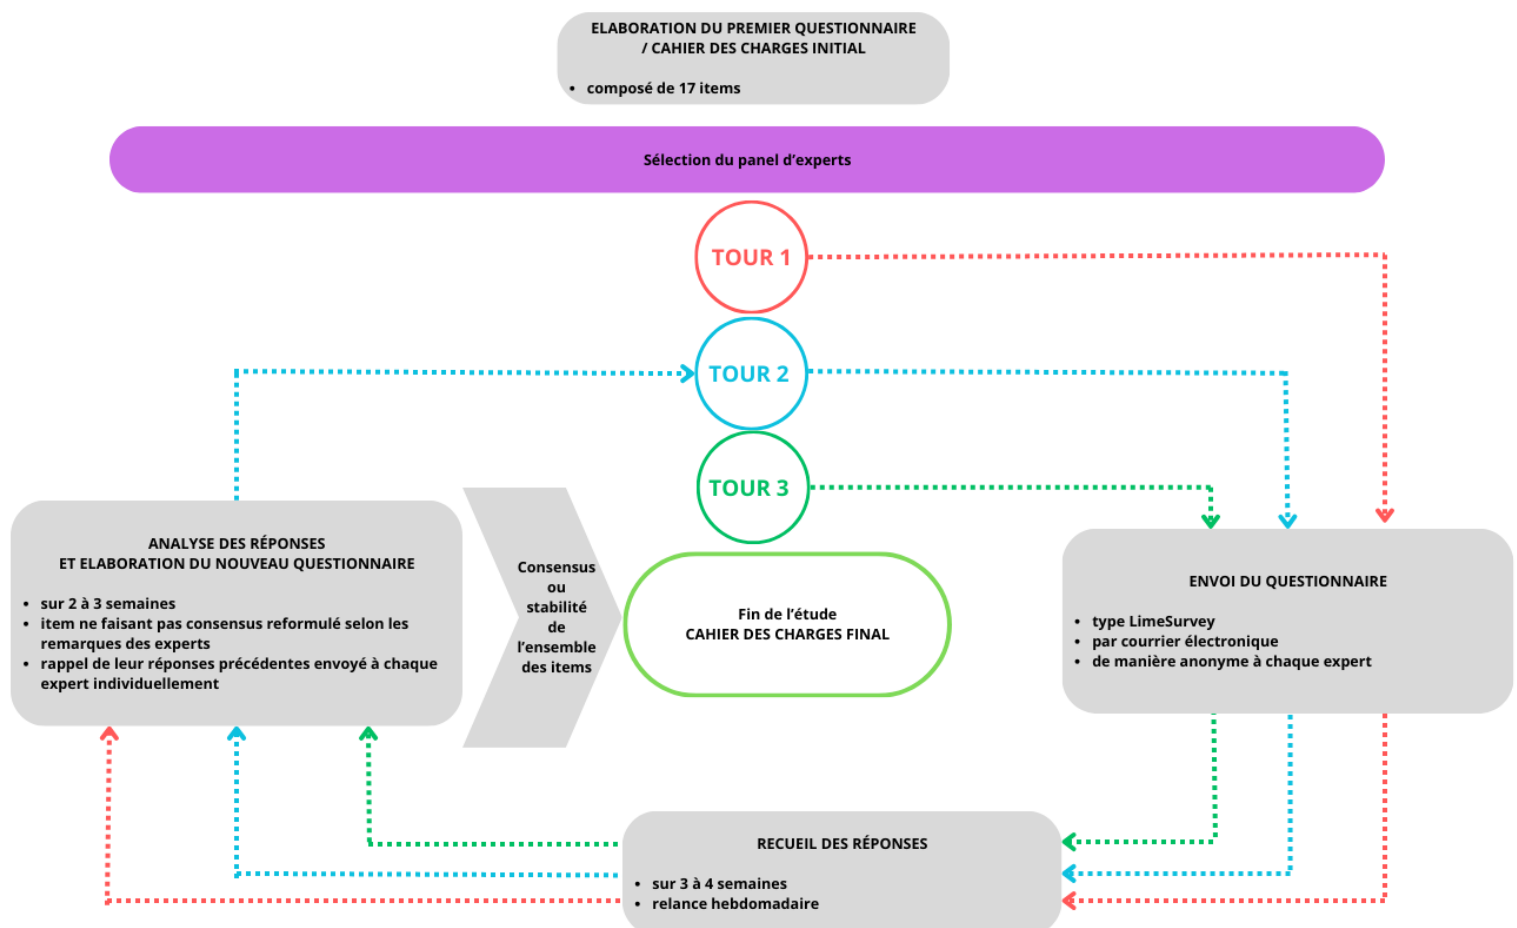 ELABORATION DU PREMIER QUESTIONNAIRE
/ CAHIER DES CHARGES INITIAL
• composé de 17 items
Sélection du panel d'experts
TOUR 1
TOUR 2
TOUR 3
ANALYSE DES RÉPONSES
ET ELABORATION DU NOUVEAU QUESTIONNAIRE
• sur 2 à 3 semaines
• item ne faisant pas consensus reformulé selon les
remarques des experts
• rappel de leur réponses précédentes envoyé à chaque
expert individuellement
Consensus
ou
stabilité
de
l'ensemble
des items
Fin de l'étude
CAHIER DES CHARGES FINAL
ENVOI DU QUESTIONNAIRE
• type LimeSurvey
• par courrier électronique
• de manière anonyme à chaque expert
RECUEIL DES RÉPONSES
• sur 3 à 4 semaines
• relance hebdomadaire